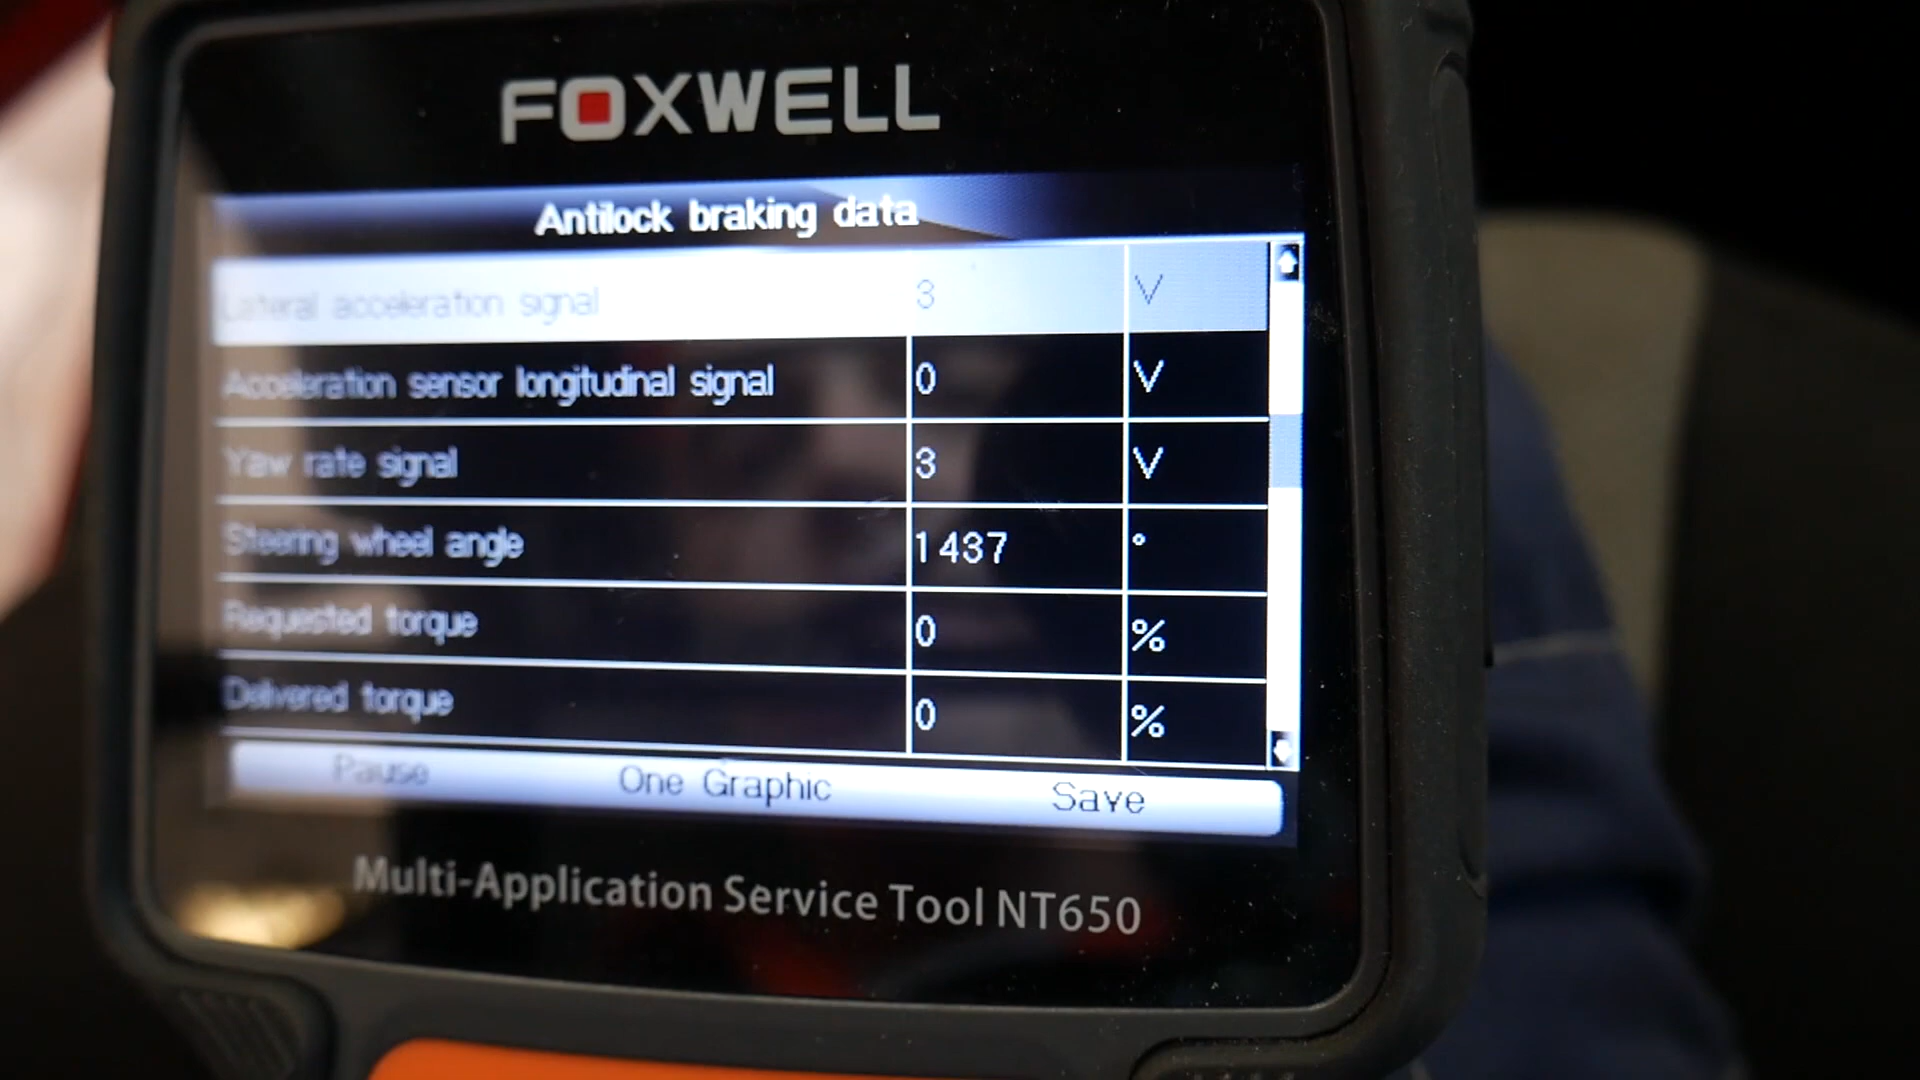 FOXWELL
Antilock braking data
Lateral acceleration signal 3 V
Acceleration sensor longitudinal signal 0 V
Yaw rate signal 3 V
Steering wheel angle 1437 °
Requested torque 0 %
Delivered torque 0 %
Pause One Graphic Save
Multi-Application Service Tool NT650